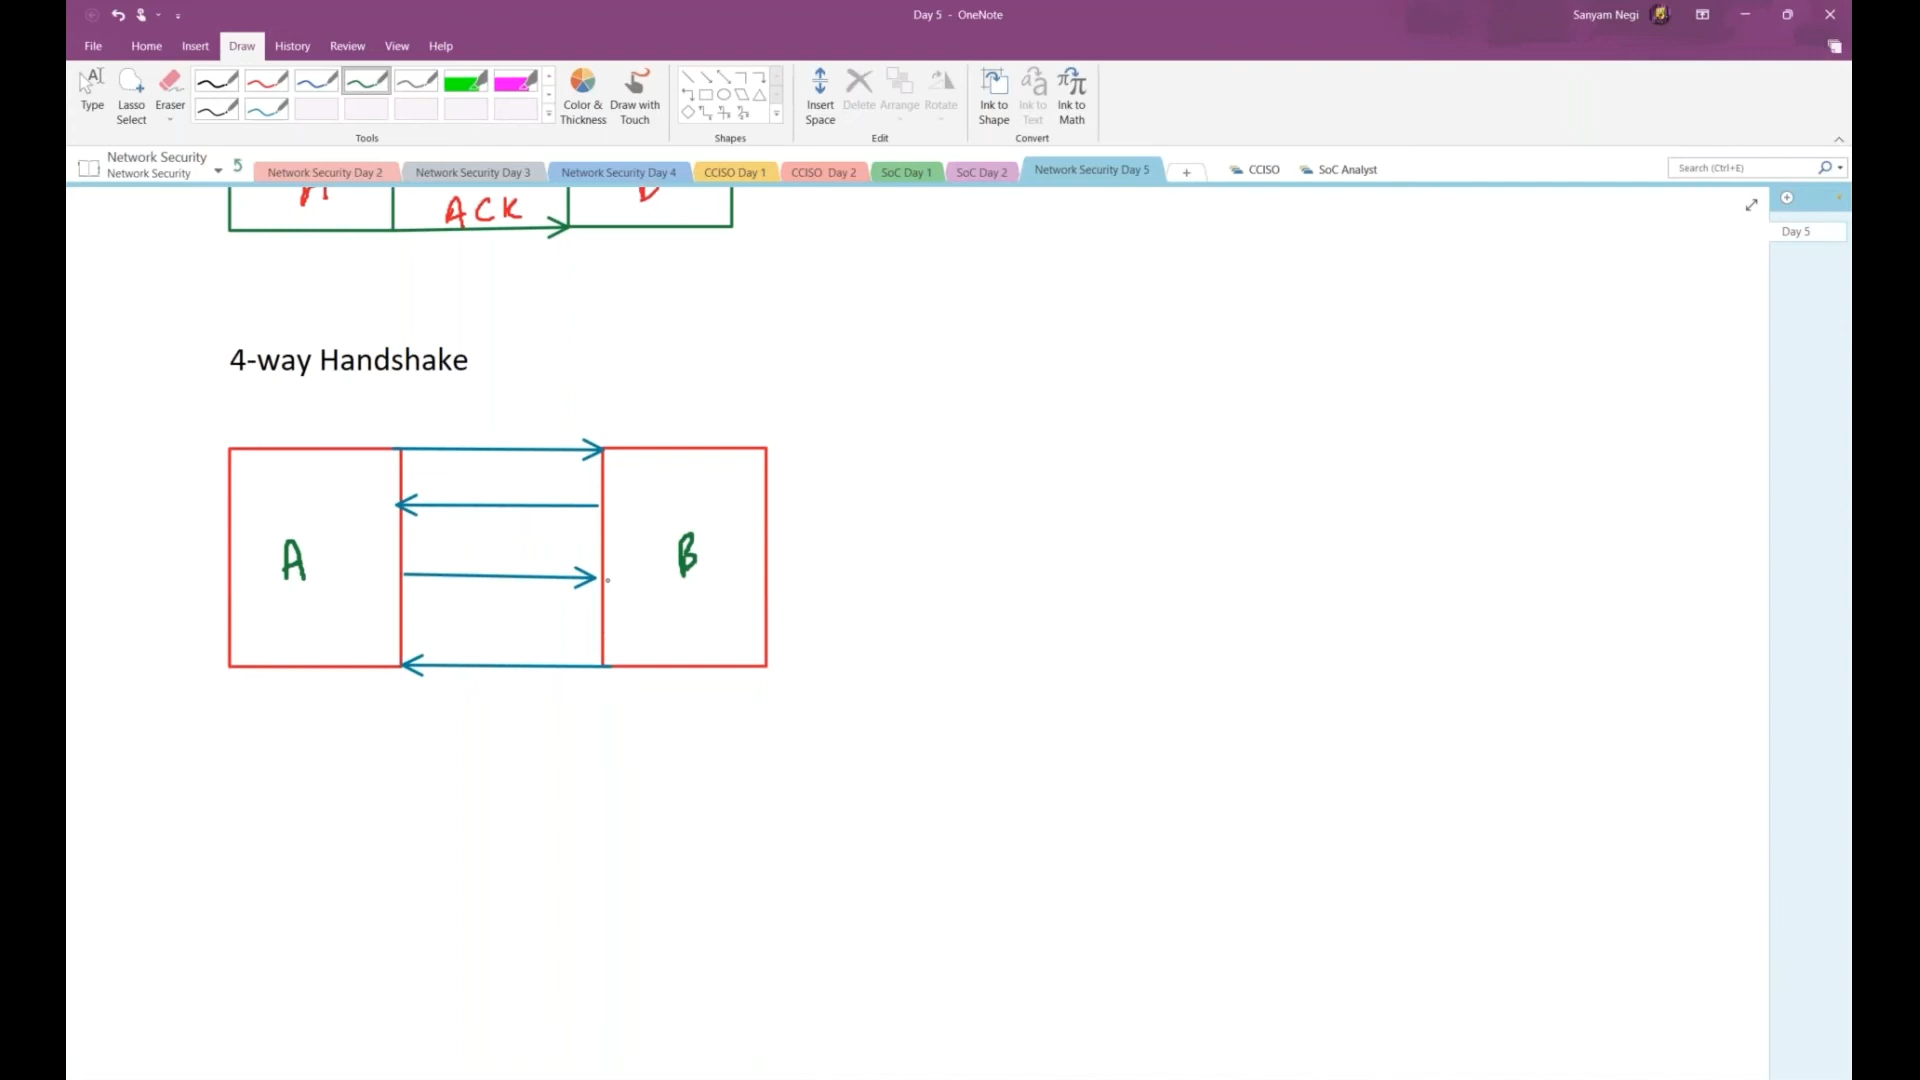 Day 5 - OneNote
Sanyam Negi
File Home Insert Draw History Review View Help
Type
Lasso Select
Eraser
Color & Thickness
Draw with Touch
Insert Space
Delete
Arrange
Rotate
Ink to Shape
Ink to Text
Ink to Math
Tools
Shapes
Edit
Convert
Network Security
Network Security
5
Network Security Day 2
Network Security Day 3
Network Security Day 4
CCISO Day 1
CCISO Day 2
SoC Day 1
SoC Day 2
Network Security Day 5
CCISO
SoC Analyst
Search (Ctrl+E)
Day 5
ACK
4-way Handshake
A
B